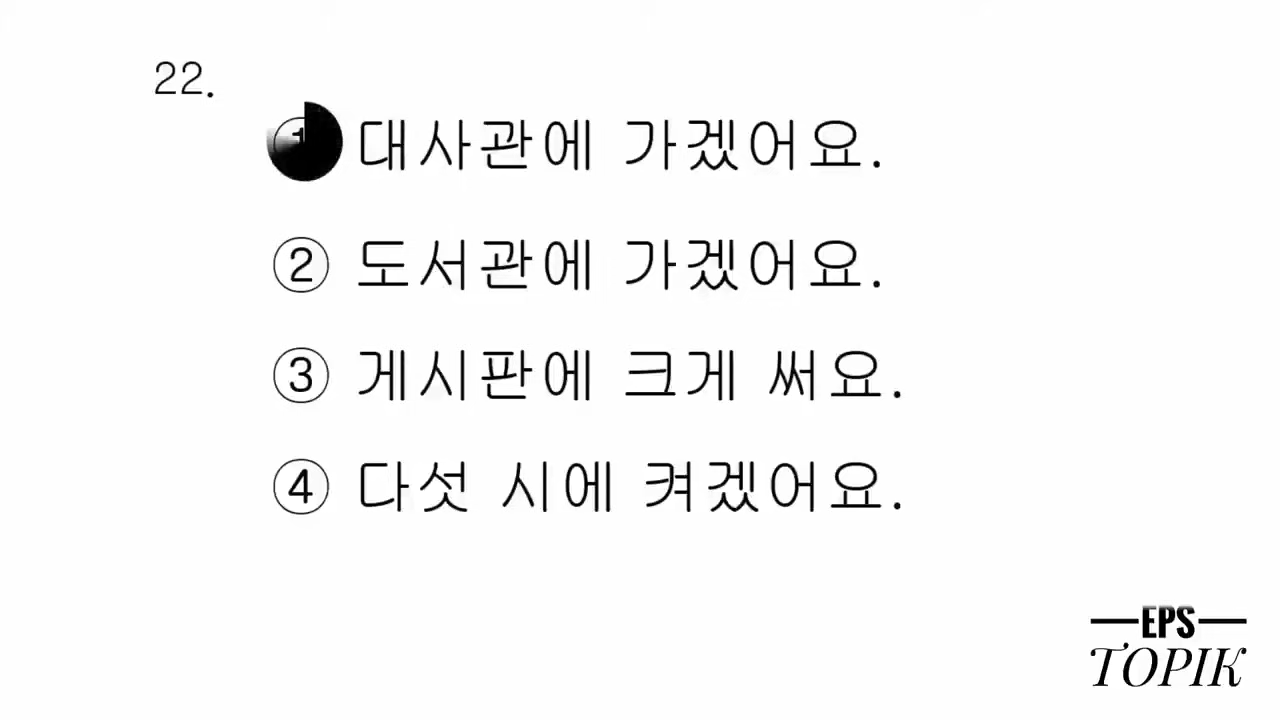 22.
① 대사관에 가겠어요.
② 도서관에 가겠어요.
③ 게시판에 크게 써요.
④ 다섯 시에 켜겠어요.
EPS
TOPIK